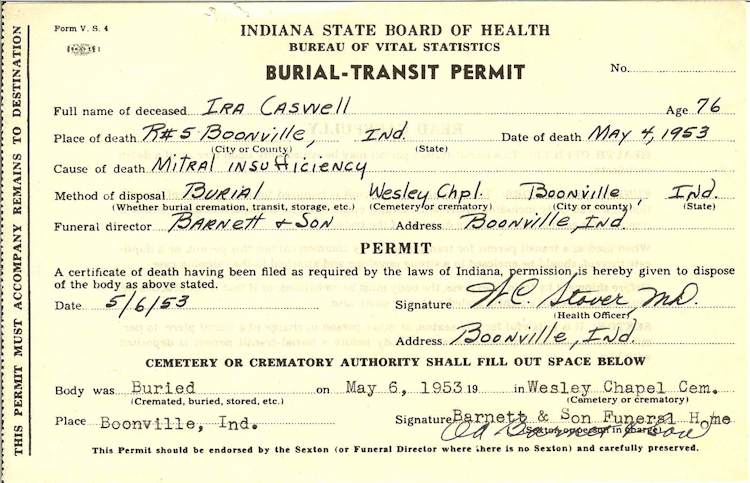 Form V. S. 4
INDIANA STATE BOARD OF HEALTH
BUREAU OF VITAL STATISTICS
BURIAL-TRANSIT PERMIT
No.
THIS PERMIT MUST ACCOMPANY REMAINS TO DESTINATION
Full name of deceased IRA CASWELL Age 76
Place of death R#5 BOONVILLE, IND. Date of death MAY 4, 1953
(City or County) (State)
Cause of death MITRAL INSUFFICIENCY
Method of disposal BURIAL Wesley Chpl. BOONVILLE, IND.
(Whether burial cremation, transit, storage, etc.) (Cemetery or crematory) (City or county) (State)
Funeral director BARNETT & SON Address BOONVILLE, IND.
PERMIT
A certificate of death having been filed as required by the laws of Indiana, permission is hereby given to dispose
of the body as above stated.
Date 5/6/53 Signature W.C. Stover, M.D.
(Health Officer)
Address BOONVILLE, IND.
CEMETERY OR CREMATORY AUTHORITY SHALL FILL OUT SPACE BELOW
Body was Buried on May 6, 1953 19 in Wesley Chapel Cem.
(Cremated, buried, stored, etc.) (Cemetery or crematory)
Place Boonville, Ind. Signature Barnett & Son Funeral Home
(Sexton or person in charge)
This Permit should be endorsed by the Sexton (or Funeral Director where there is no Sexton) and carefully preserved.